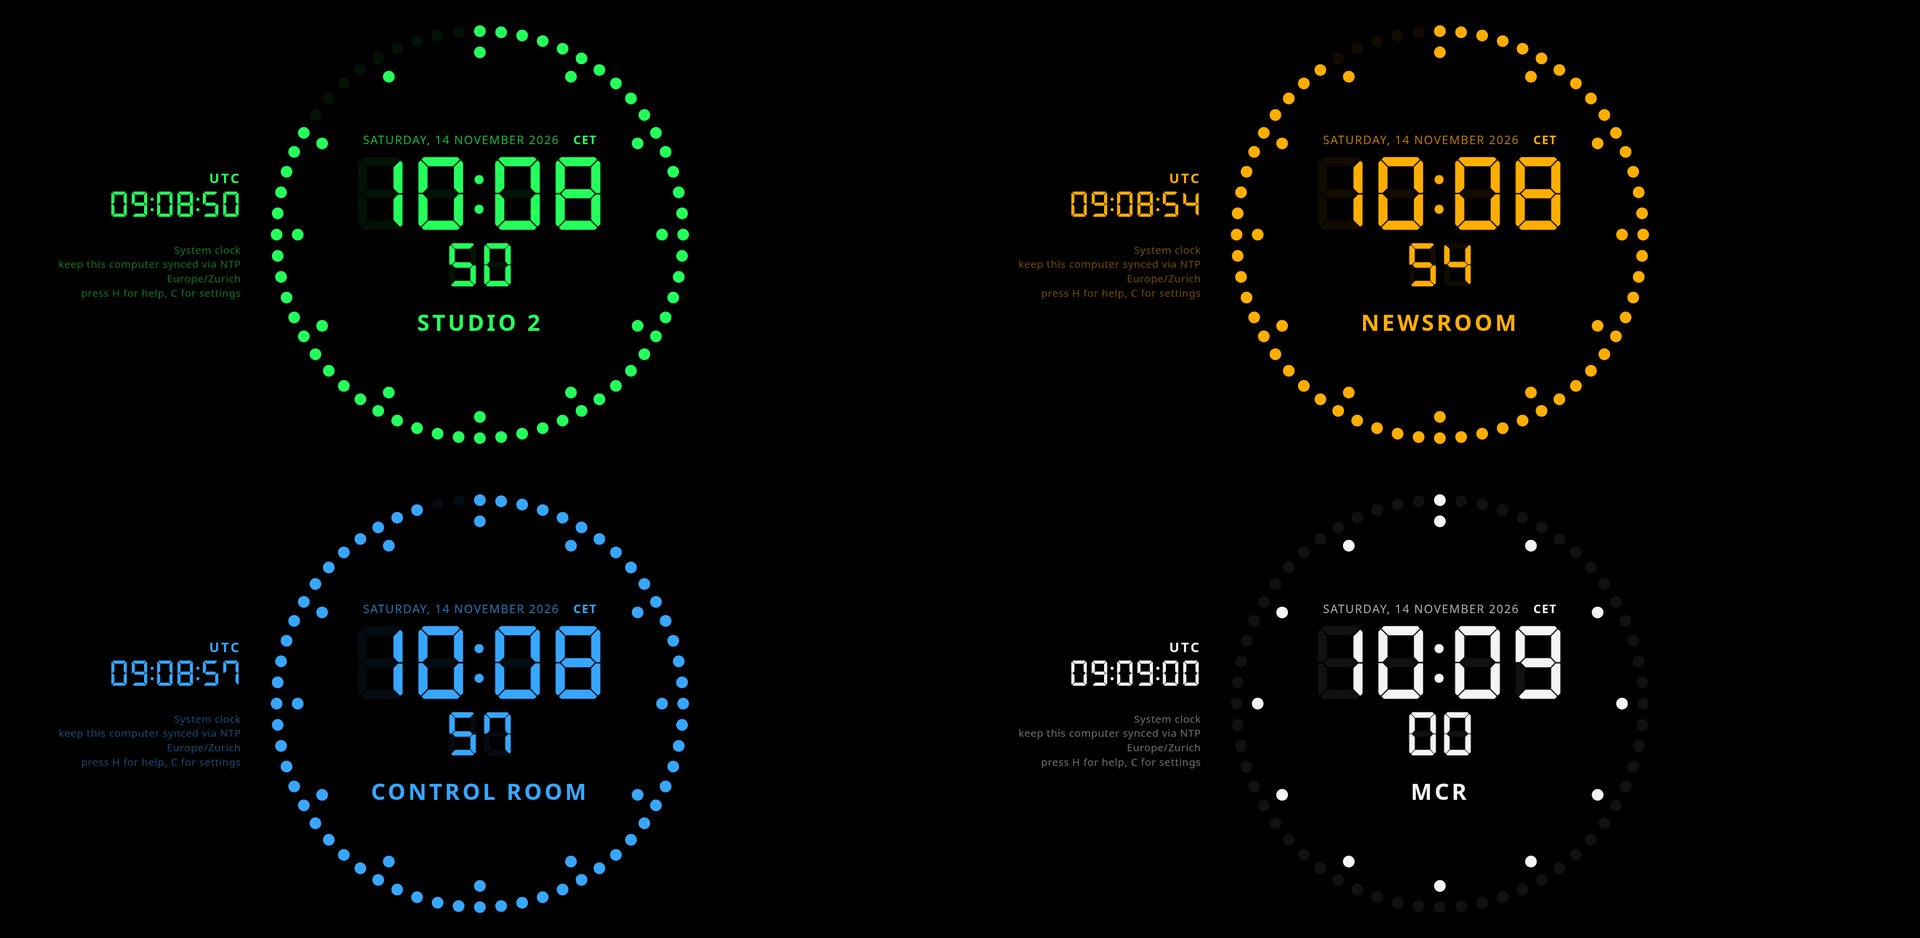 SATURDAY, 14 NOVEMBER 2026 CET
10:08
50
STUDIO 2
UTC
09:08:50
System clock
keep this computer synced via NTP
Europe/Zurich
press H for help, C for settings
SATURDAY, 14 NOVEMBER 2026 CET
10:08
54
NEWSROOM
UTC
09:08:54
System clock
keep this computer synced via NTP
Europe/Zurich
press H for help, C for settings
SATURDAY, 14 NOVEMBER 2026 CET
10:08
57
CONTROL ROOM
UTC
09:08:57
System clock
keep this computer synced via NTP
Europe/Zurich
press H for help, C for settings
SATURDAY, 14 NOVEMBER 2026 CET
10:09
00
MCR
UTC
09:09:00
System clock
keep this computer synced via NTP
Europe/Zurich
press H for help, C for settings